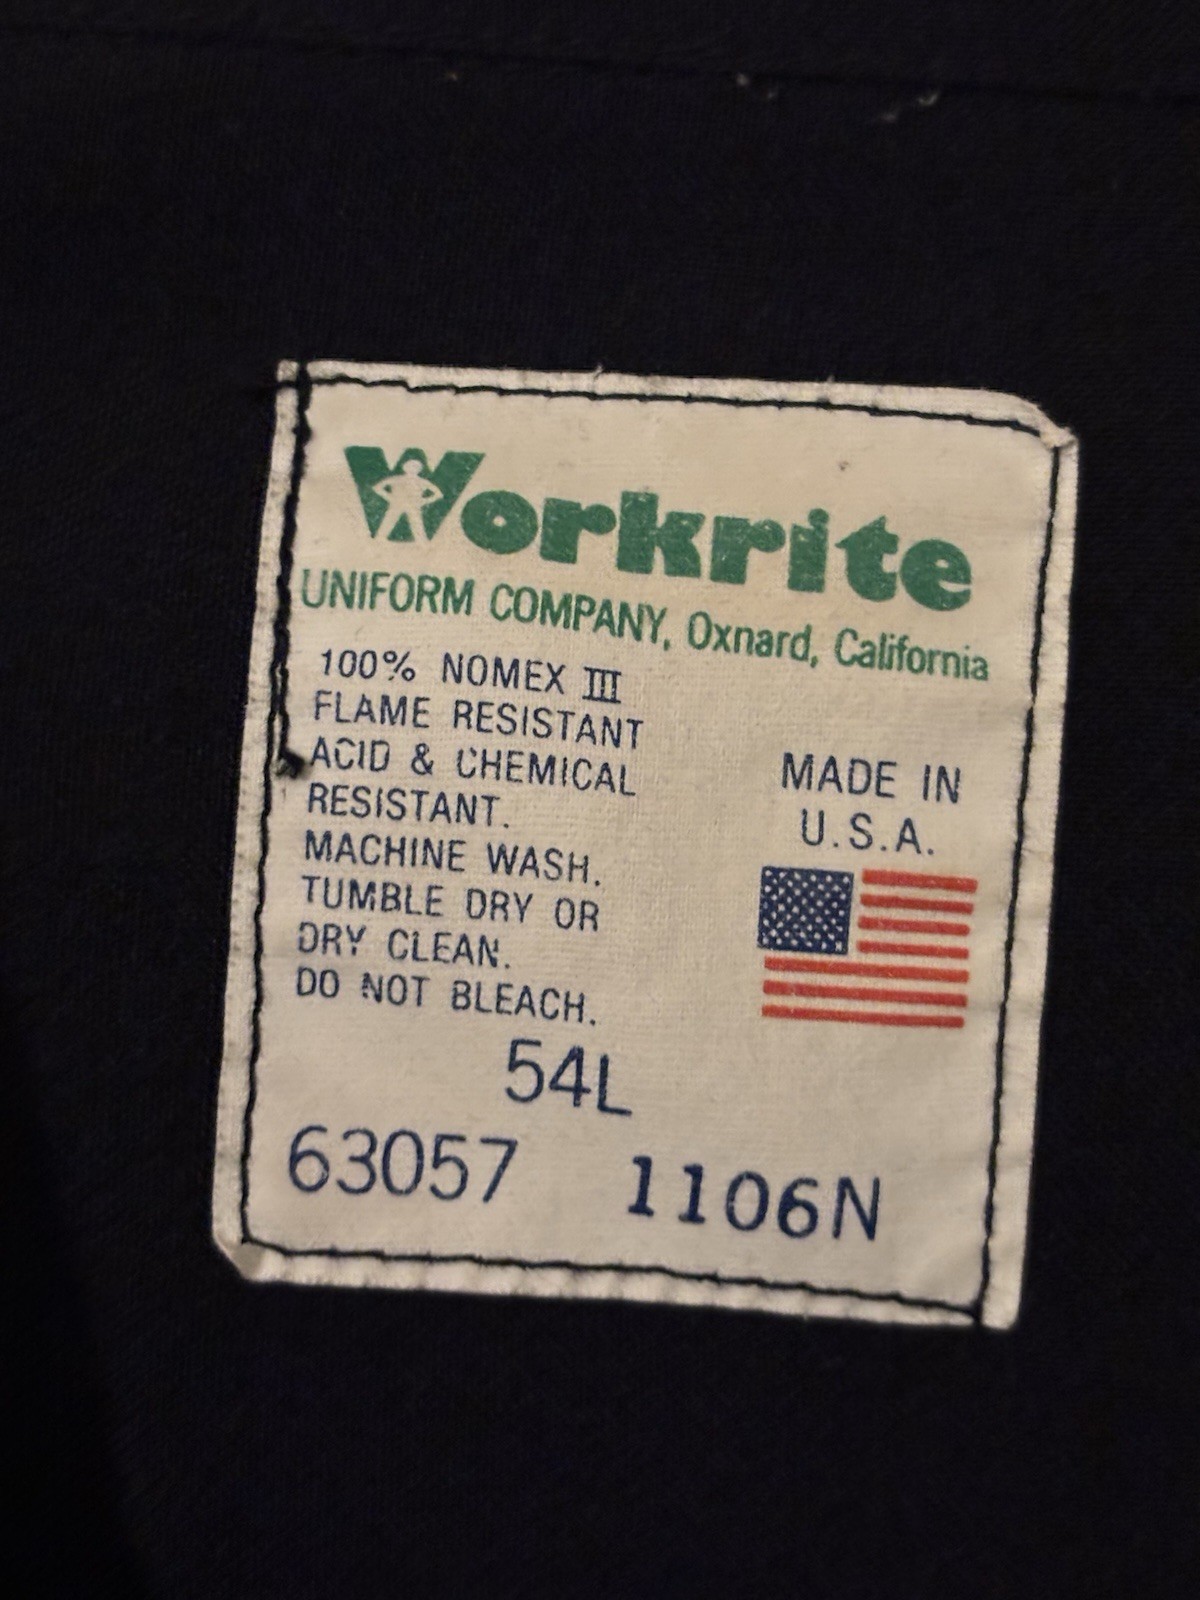 Workrite
UNIFORM COMPANY, Oxnard, California
100% NOMEX III
FLAME RESISTANT
ACID & CHEMICAL
RESISTANT.
MACHINE WASH.
TUMBLE DRY OR
DRY CLEAN.
DO NOT BLEACH.
MADE IN
U.S.A.
54L
63057 1106N